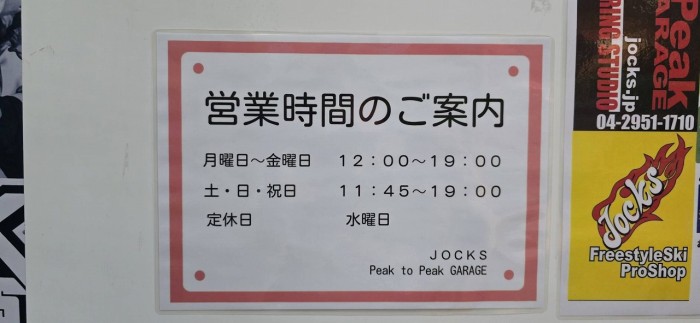 営業時間のご案内
月曜日～金曜日　１２：００～１９：００
土・日・祝日　１１：４５～１９：００
定休日　水曜日
ＪＯＣＫＳ
Peak to Peak GARAGE
Peak
GARAGE
STUDIO
jocks.jp
04-2951-1710
Jocks
FreestyleSki
ProShop